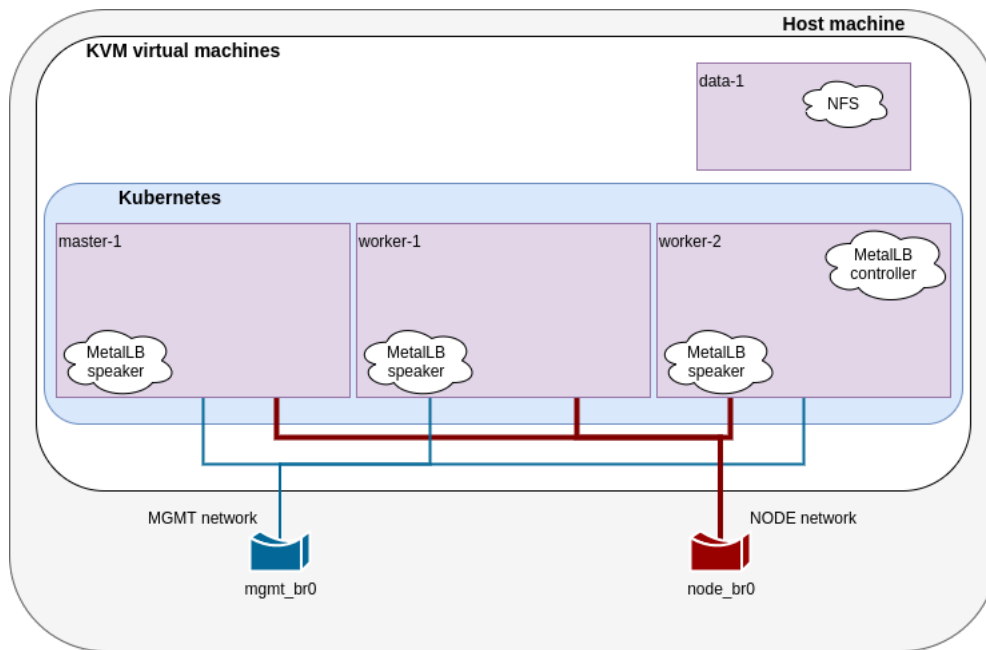 Host machine
KVM virtual machines
data-1
NFS
Kubernetes
master-1
worker-1
worker-2
MetalLB
controller
MetalLB
speaker
MetalLB
speaker
MetalLB
speaker
MGMT network
NODE network
mgmt_br0
node_br0